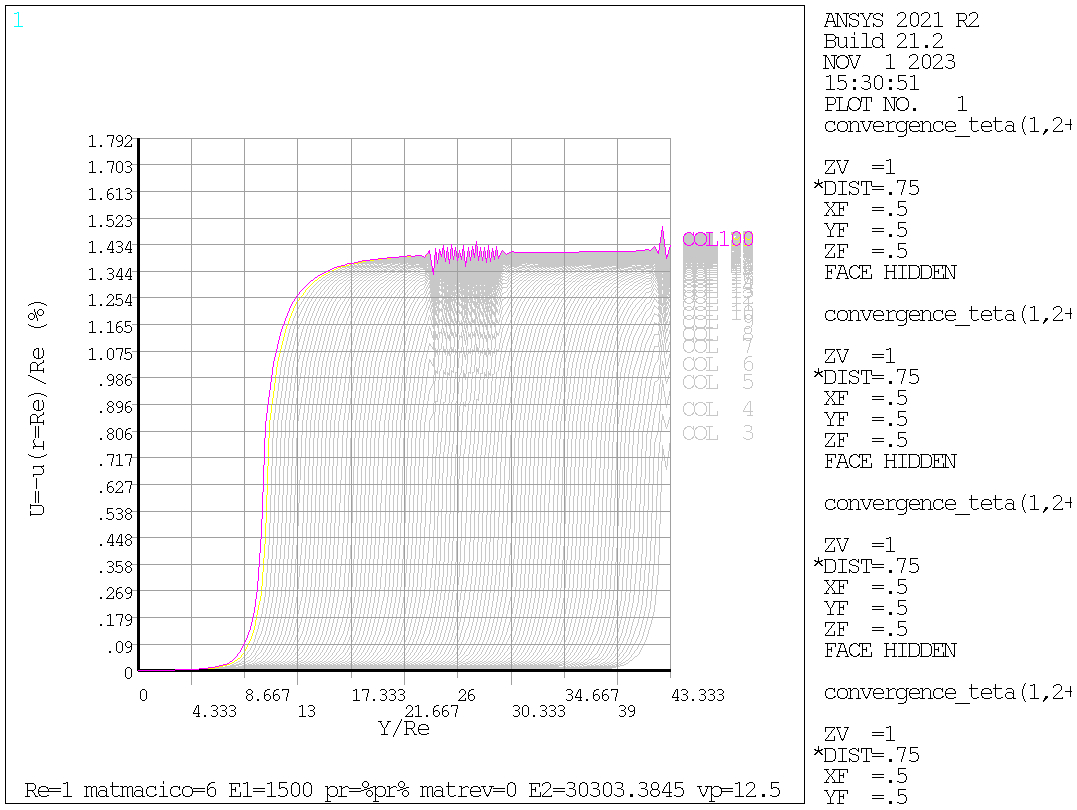 1
ANSYS 2021 R2
Build 21.2
NOV 1 2023
15:30:51
PLOT NO. 1
convergence_teta(1,2+
ZV =1
*DIST=.75
XF =.5
YF =.5
ZF =.5
FACE HIDDEN
convergence_teta(1,2+
ZV =1
*DIST=.75
XF =.5
YF =.5
ZF =.5
FACE HIDDEN
convergence_teta(1,2+
ZV =1
*DIST=.75
XF =.5
YF =.5
ZF =.5
FACE HIDDEN
convergence_teta(1,2+
ZV =1
*DIST=.75
XF =.5
YF =.5
U=-u(r=Re)/Re (%)
1.792
1.703
1.613
1.523
1.434
1.344
1.254
1.165
1.075
.986
.896
.806
.717
.627
.538
.448
.358
.269
.179
.09
0
COL100
COL 8
COL 7
COL 6
COL 5
COL 4
COL 3
0 8.667 17.333 26 34.667 43.333
4.333 13 21.667 30.333 39
Y/Re
Re=1 matmacico=6 E1=1500 pr=%pr% matrev=0 E2=30303.3845 vp=12.5